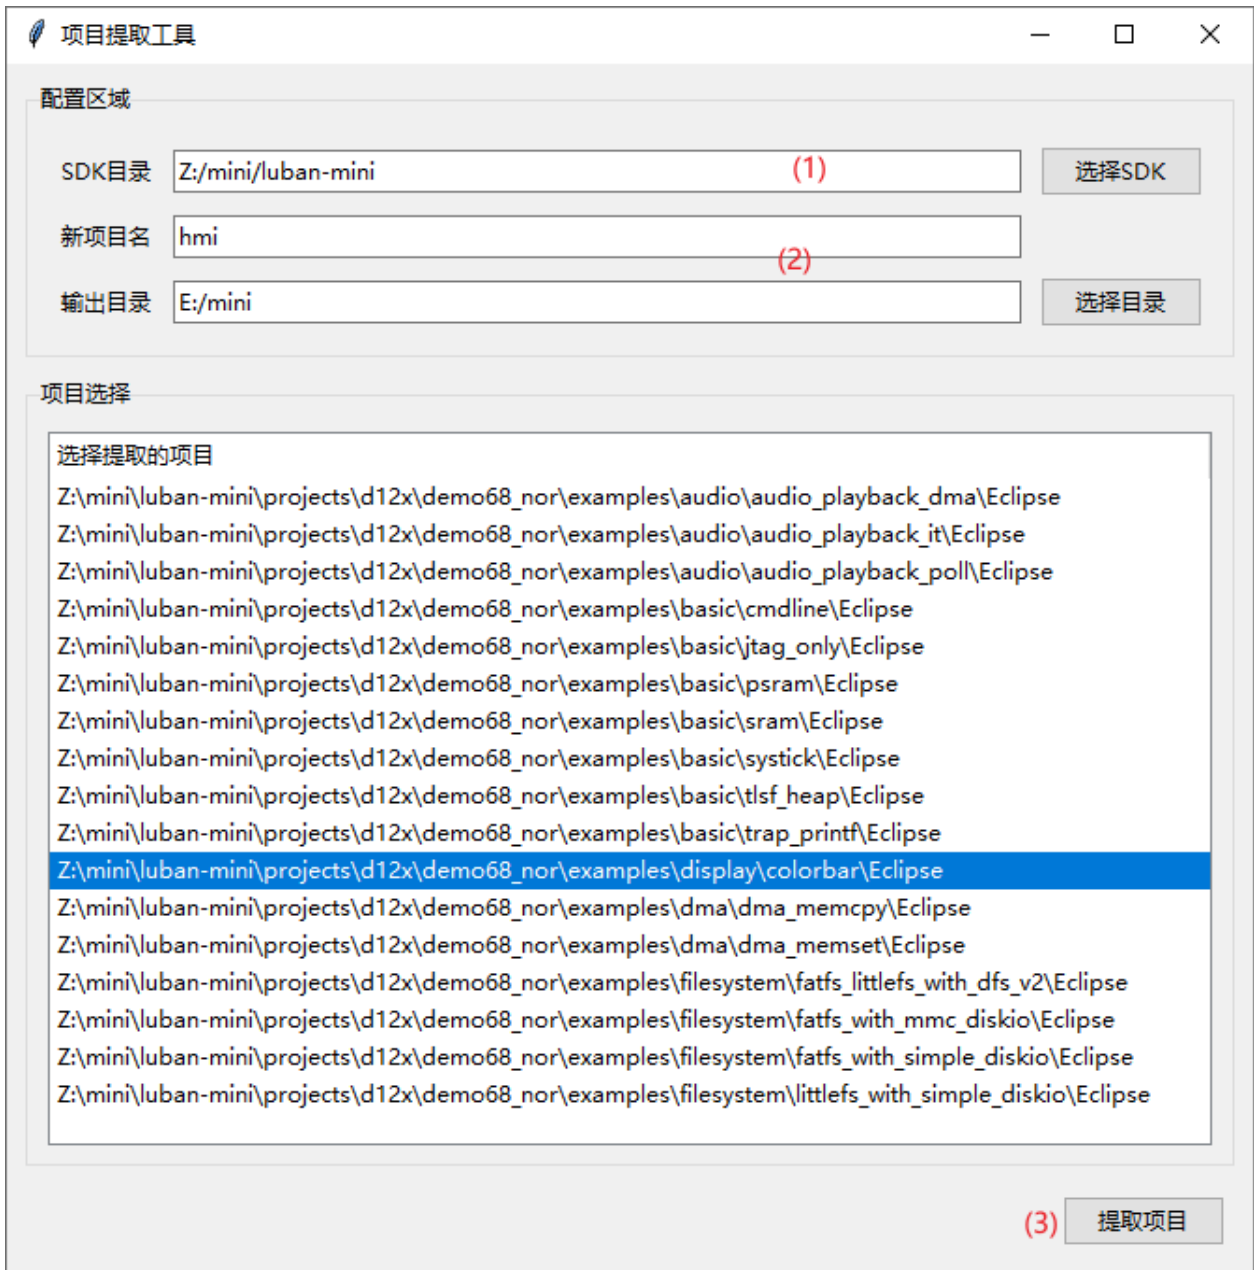 项目提取工具
配置区域
SDK目录 Z:/mini/luban-mini (1) 选择SDK
新项目名 hmi
(2)
输出目录 E:/mini 选择目录
项目选择
选择提取的项目
Z:\mini\luban-mini\projects\d12x\demo68_nor\examples\audio\audio_playback_dma\Eclipse
Z:\mini\luban-mini\projects\d12x\demo68_nor\examples\audio\audio_playback_it\Eclipse
Z:\mini\luban-mini\projects\d12x\demo68_nor\examples\audio\audio_playback_poll\Eclipse
Z:\mini\luban-mini\projects\d12x\demo68_nor\examples\basic\cmdline\Eclipse
Z:\mini\luban-mini\projects\d12x\demo68_nor\examples\basic\jtag_only\Eclipse
Z:\mini\luban-mini\projects\d12x\demo68_nor\examples\basic\psram\Eclipse
Z:\mini\luban-mini\projects\d12x\demo68_nor\examples\basic\sram\Eclipse
Z:\mini\luban-mini\projects\d12x\demo68_nor\examples\basic\systick\Eclipse
Z:\mini\luban-mini\projects\d12x\demo68_nor\examples\basic\tlsf_heap\Eclipse
Z:\mini\luban-mini\projects\d12x\demo68_nor\examples\basic\trap_printf\Eclipse
Z:\mini\luban-mini\projects\d12x\demo68_nor\examples\display\colorbar\Eclipse
Z:\mini\luban-mini\projects\d12x\demo68_nor\examples\dma\dma_memcpy\Eclipse
Z:\mini\luban-mini\projects\d12x\demo68_nor\examples\dma\dma_memset\Eclipse
Z:\mini\luban-mini\projects\d12x\demo68_nor\examples\filesystem\fatfs_littlefs_with_dfs_v2\Eclipse
Z:\mini\luban-mini\projects\d12x\demo68_nor\examples\filesystem\fatfs_with_mmc_diskio\Eclipse
Z:\mini\luban-mini\projects\d12x\demo68_nor\examples\filesystem\fatfs_with_simple_diskio\Eclipse
Z:\mini\luban-mini\projects\d12x\demo68_nor\examples\filesystem\littlefs_with_simple_diskio\Eclipse
(3) 提取项目